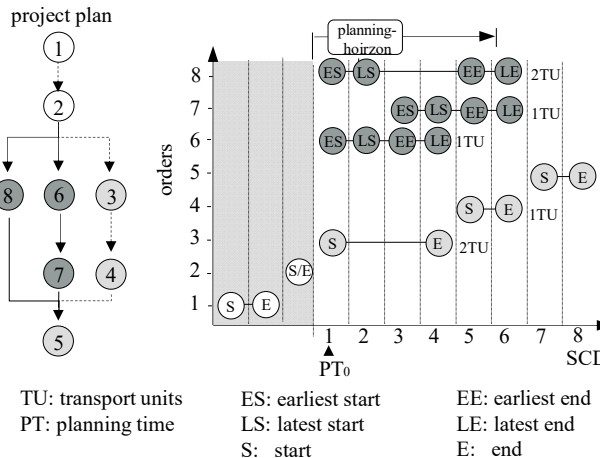 project plan
1
2
8 6 3
7 4
5
planning-
hoirzon
orders
8 ES LS EE LE 2TU
7 ES LS EE LE 1TU
6 ES LS EE LE 1TU
5 S E
4 S E 1TU
3 S E 2TU
2 S/E
1 S E
1 2 3 4 5 6 7 8
PT0 SCD
TU: transport units
PT: planning time
ES: earliest start
LS: latest start
S: start
EE: earliest end
LE: latest end
E: end